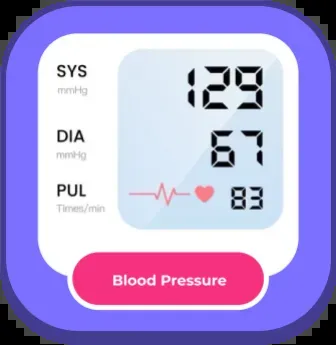 SYS 129
mmHg
DIA 67
mmHg
PUL 83
Times/min
Blood Pressure